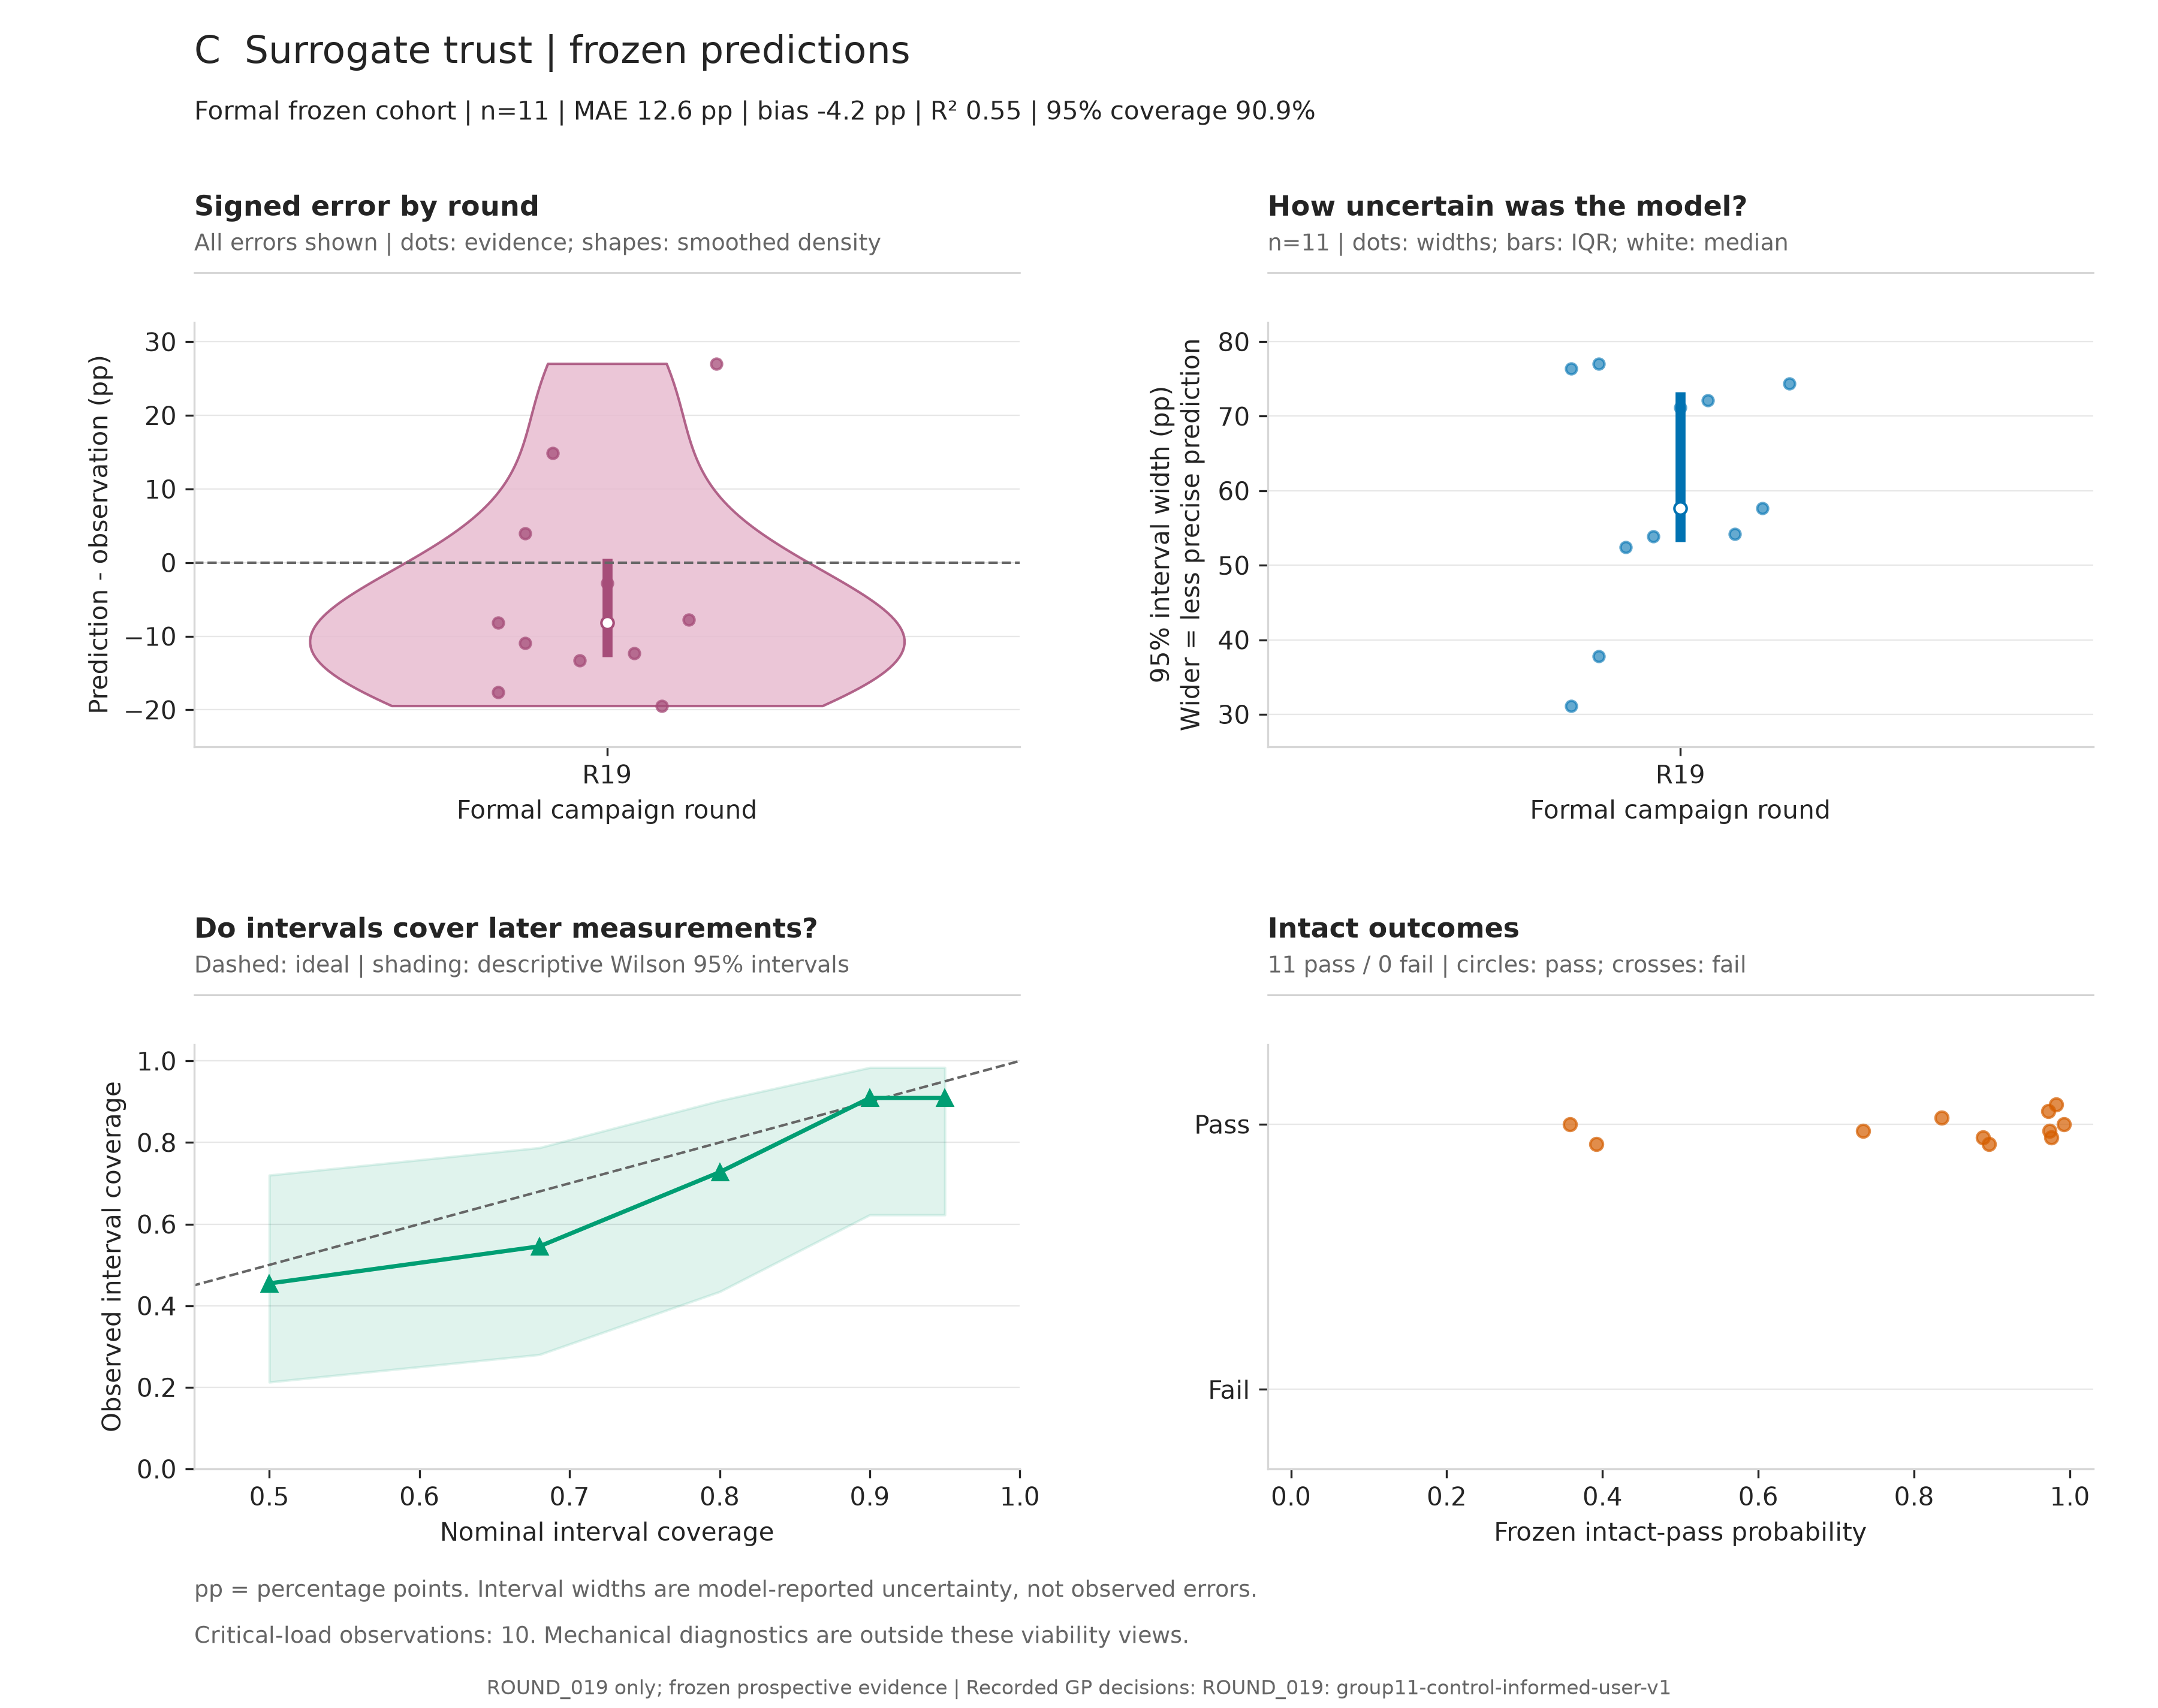 C  Surrogate trust | frozen predictions
Formal frozen cohort | n=11 | MAE 12.6 pp | bias -4.2 pp | R² 0.55 | 95% coverage 90.9%
Signed error by round
All errors shown | dots: evidence; shapes: smoothed density
Prediction - observation (pp)
30
20
10
0
−10
−20
R19
Formal campaign round
How uncertain was the model?
n=11 | dots: widths; bars: IQR; white: median
95% interval width (pp)
Wider = less precise prediction
80
70
60
50
40
30
R19
Formal campaign round
Do intervals cover later measurements?
Dashed: ideal | shading: descriptive Wilson 95% intervals
Observed interval coverage
1.0
0.8
0.6
0.4
0.2
0.0
0.5 0.6 0.7 0.8 0.9 1.0
Nominal interval coverage
Intact outcomes
11 pass / 0 fail | circles: pass; crosses: fail
Pass
Fail
0.0 0.2 0.4 0.6 0.8 1.0
Frozen intact-pass probability
pp = percentage points. Interval widths are model-reported uncertainty, not observed errors.
Critical-load observations: 10. Mechanical diagnostics are outside these viability views.
ROUND_019 only; frozen prospective evidence | Recorded GP decisions: ROUND_019: group11-control-informed-user-v1